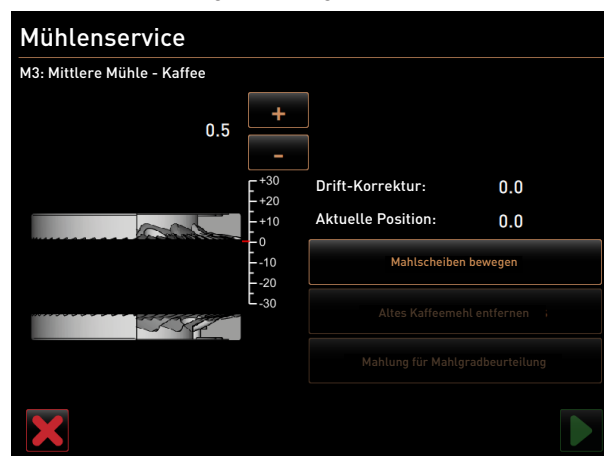 Mühlenservice
M3: Mittlere Mühle - Kaffee
+
0.5
-
+30
+20
+10
0
-10
-20
-30
Drift-Korrektur: 0.0
Aktuelle Position: 0.0
Mahlscheiben bewegen
Altes Kaffeemehl entfernen
Mahlung für Mahlgradbeurteilung